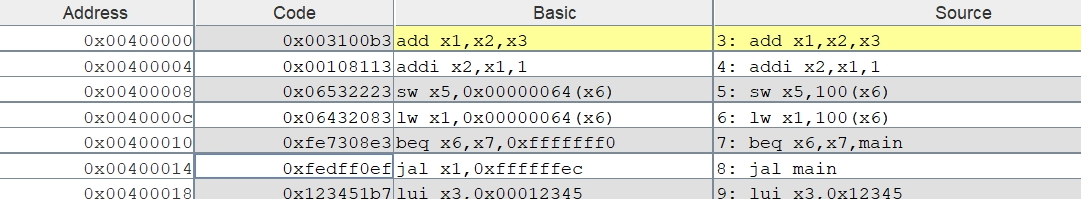 Address Code Basic Source
0x00400000 0x003100b3 add x1,x2,x3 3: add x1,x2,x3
0x00400004 0x00108113 addi x2,x1,1 4: addi x2,x1,1
0x00400008 0x06532223 sw x5,0x00000064(x6) 5: sw x5,100(x6)
0x0040000c 0x06432083 lw x1,0x00000064(x6) 6: lw x1,100(x6)
0x00400010 0xfe7308e3 beq x6,x7,0xfffffff0 7: beq x6,x7,main
0x00400014 0xfedff0ef jal x1,0xffffffec 8: jal main
0x00400018 0x123451b7 lui x3,0x00012345 9: lui x3,0x12345